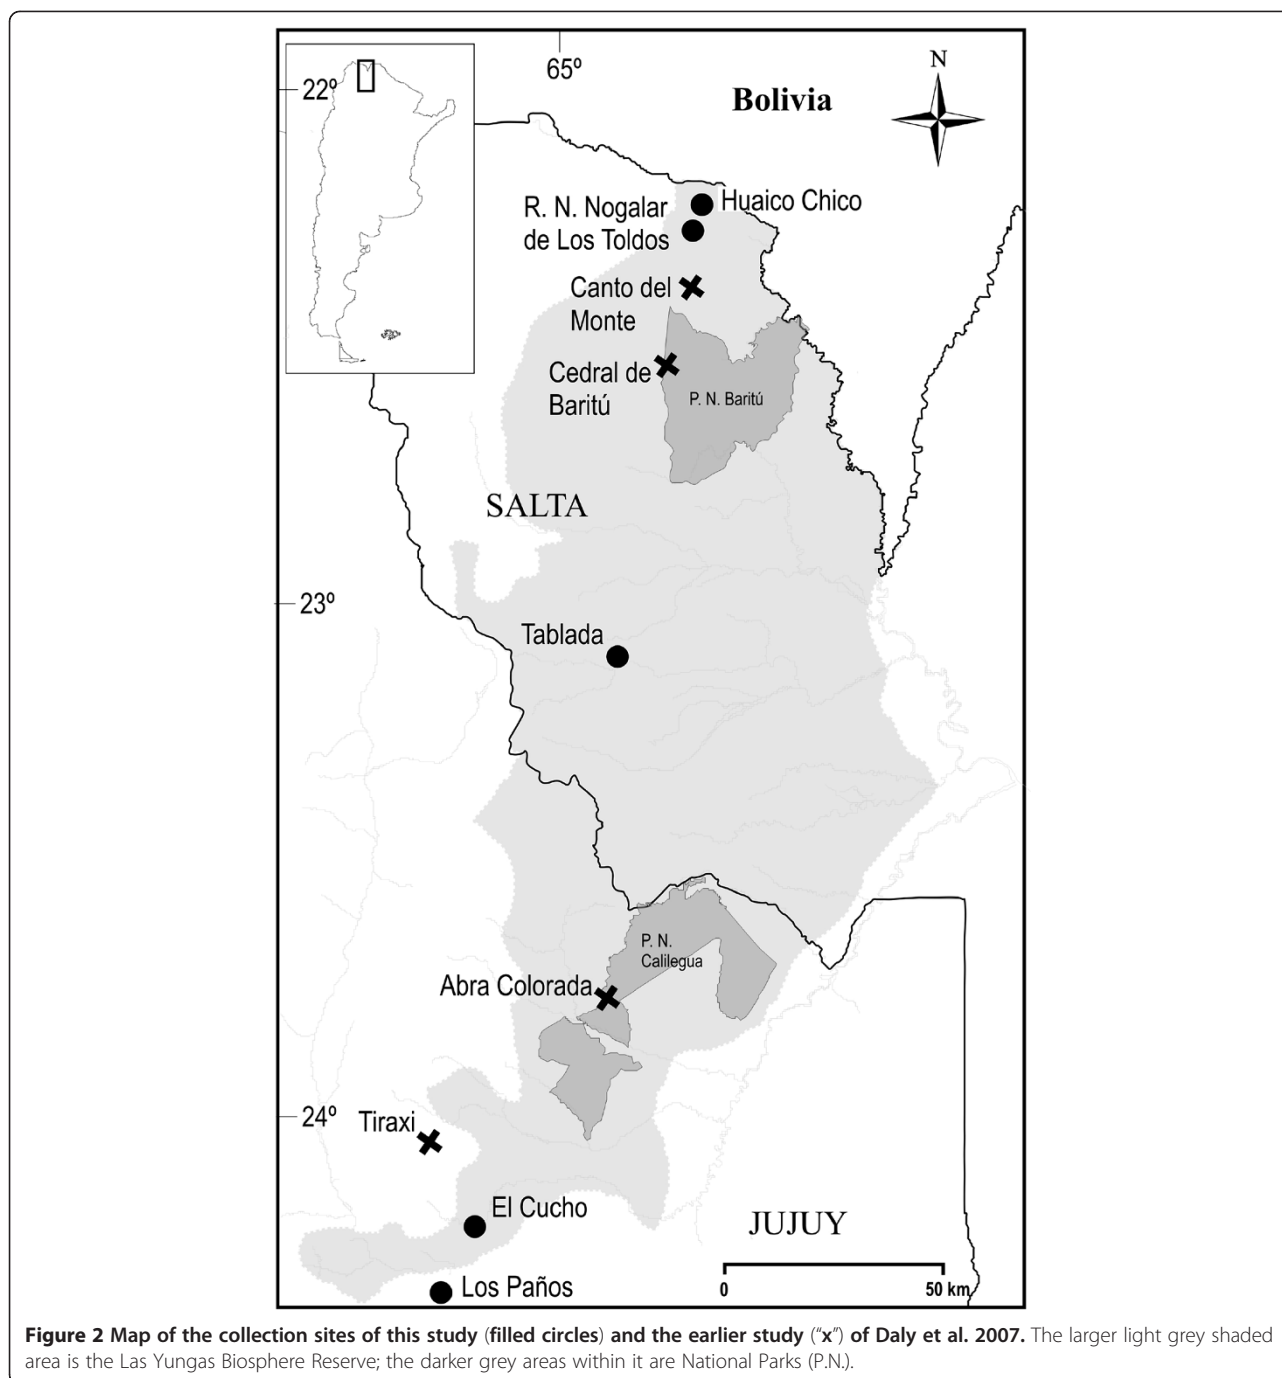 65º
N
22º
Bolivia
R. N. Nogalar
de Los Toldos
Huaico Chico
Canto del
Monte
Cedral de
Baritú
P. N. Baritú
SALTA
23º
Tablada
P. N.
Calilegua
Abra Colorada
24º
Tiraxi
El Cucho
JUJUY
Los Paños
0
50 km
Figure 2 Map of the collection sites of this study (filled circles) and the earlier study (“x”) of Daly et al. 2007. The larger light grey shaded
area is the Las Yungas Biosphere Reserve; the darker grey areas within it are National Parks (P.N.).